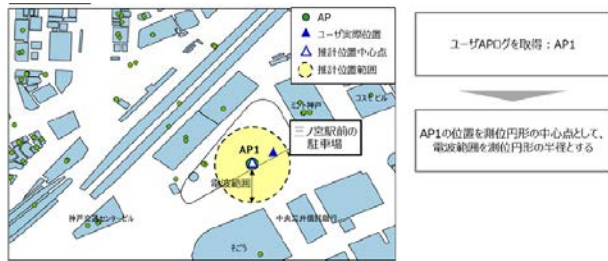 AP
ユーザ実際位置
推計位置中心点
推計位置範囲
ミント神戸
コスモビル
三ノ宮駅前の
駐車場
AP1
電波範囲
神戸交通センタービル
中央三井信託銀行
そごう
ユーザAPログを取得：AP1
AP1の位置を測位円形の中心点として、
電波範囲を測位円形の半径とする